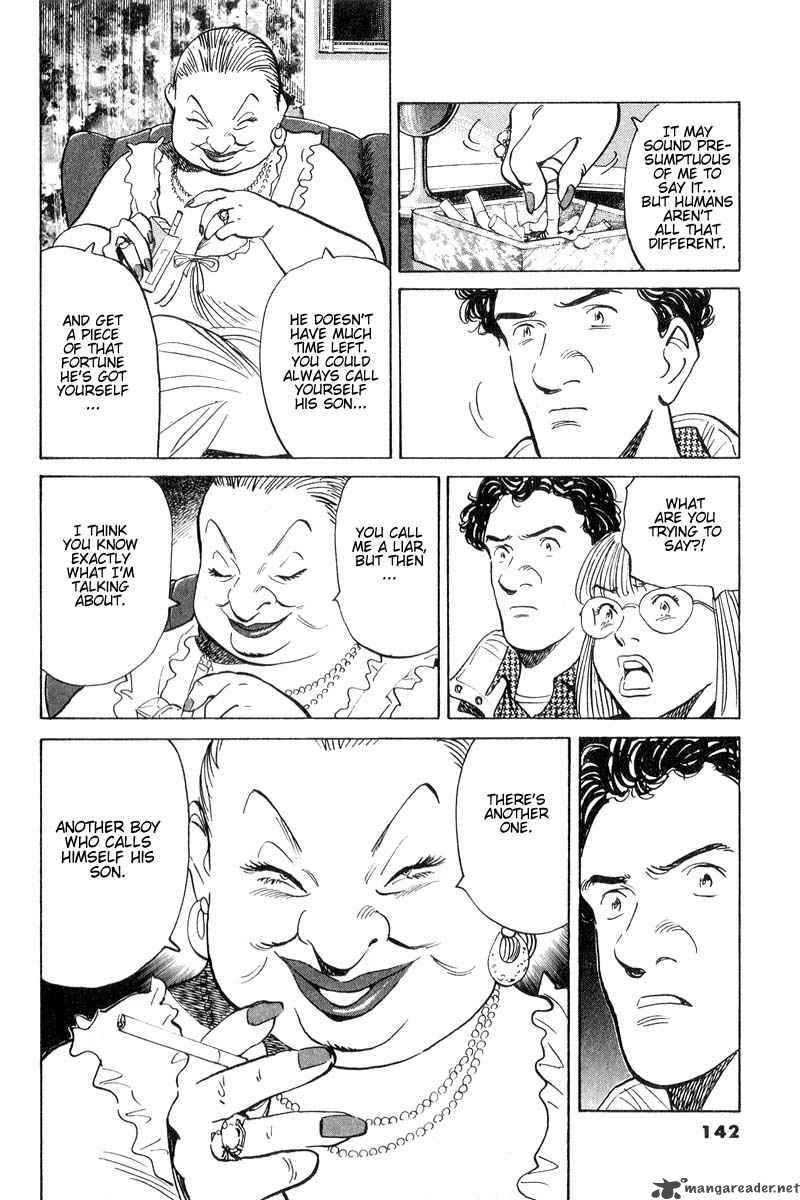 IT MAY
SOUND PRE-
SUMPTUOUS
OF ME TO
SAY IT...
BUT HUMANS
AREN'T
ALL THAT
DIFFERENT.
HE DOESN'T
HAVE MUCH
TIME LEFT.
YOU COULD
ALWAYS CALL
YOURSELF
HIS SON...
AND GET
A PIECE
OF THAT
FORTUNE
HE'S GOT
YOURSELF
...
WHAT
ARE YOU
TRYING TO
SAY?!
YOU CALL
ME A LIAR,
BUT THEN
...
I THINK
YOU KNOW
EXACTLY
WHAT I'M
TALKING
ABOUT.
THERE'S
ANOTHER
ONE.
ANOTHER BOY
WHO CALLS
HIMSELF HIS
SON.
142
mangareader.net